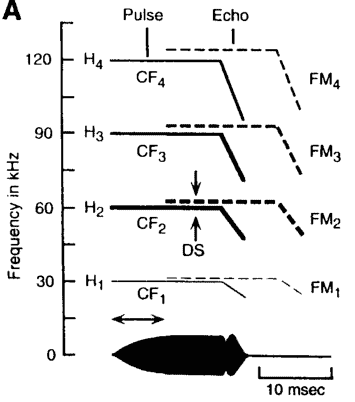 A
Pulse Echo
120 H₄ CF₄ FM₄
90 H₃ CF₃ FM₃
60 H₂ CF₂ FM₂
DS
30 H₁ CF₁ FM₁
0
Frequency in kHz
10 msec